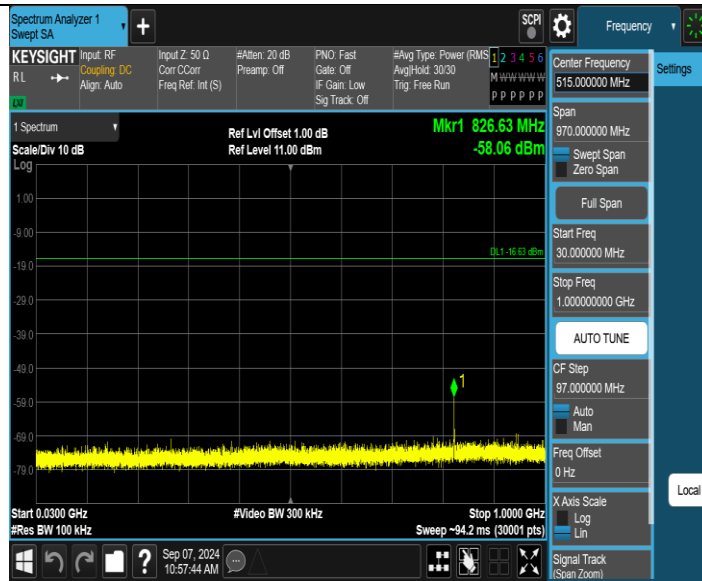 Spectrum Analyzer 1
Swept SA
+
SCPI
Frequency
Settings
KEYSIGHT
RL
LXI
Input: RF
Coupling: DC
Align: Auto
Input Z: 50 Ω
Corr CCorr
Freq Ref: Int (S)
#Atten: 20 dB
Preamp: Off
PNO: Fast
Gate: Off
IF Gain: Low
Sig Track: Off
#Avg Type: Power (RMS
Avg|Hold: 30/30
Trig: Free Run
1 2 3 4 5 6
M W W W W W
P P P P P P
1 Spectrum
Scale/Div 10 dB
Log
Ref Lvl Offset 1.00 dB
Ref Level 11.00 dBm
Mkr1 826.63 MHz
-58.06 dBm
1.00
-9.00
-19.0
-29.0
-39.0
-49.0
-59.0
-69.0
-79.0
DL1 -16.63 dBm
1
Start 0.0300 GHz
#Res BW 100 kHz
#Video BW 300 kHz
Stop 1.0000 GHz
Sweep ~94.2 ms (30001 pts)
?
Sep 07, 2024
10:57:44 AM
Center Frequency
515.000000 MHz
Span
970.000000 MHz
Swept Span
Zero Span
Full Span
Start Freq
30.000000 MHz
Stop Freq
1.000000000 GHz
AUTO TUNE
CF Step
97.000000 MHz
Auto
Man
Freq Offset
0 Hz
X Axis Scale
Log
Lin
Signal Track
(Span Zoom)
Local